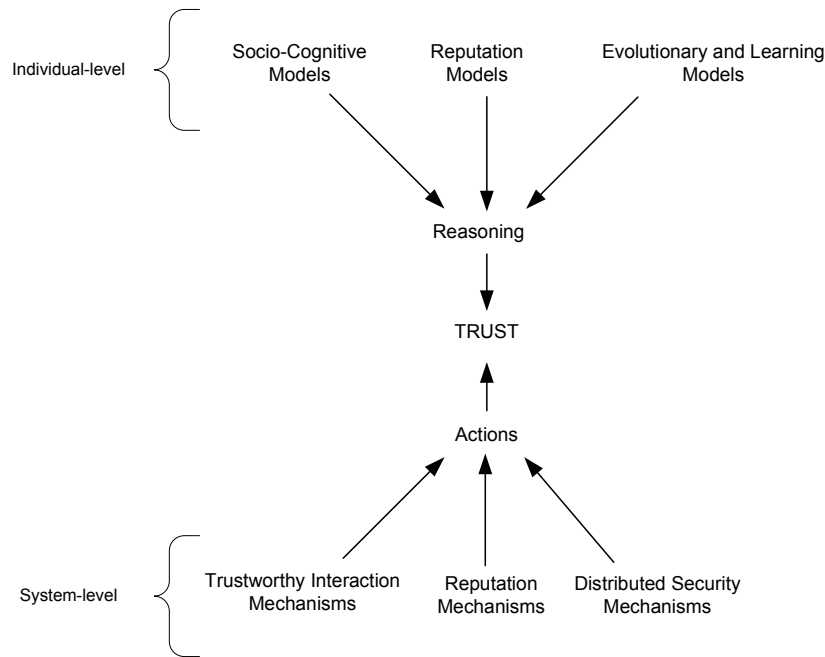 Individual-level
Socio-Cognitive
Models
Reputation
Models
Evolutionary and Learning
Models
Reasoning
TRUST
Actions
System-level
Trustworthy Interaction
Mechanisms
Reputation
Mechanisms
Distributed Security
Mechanisms